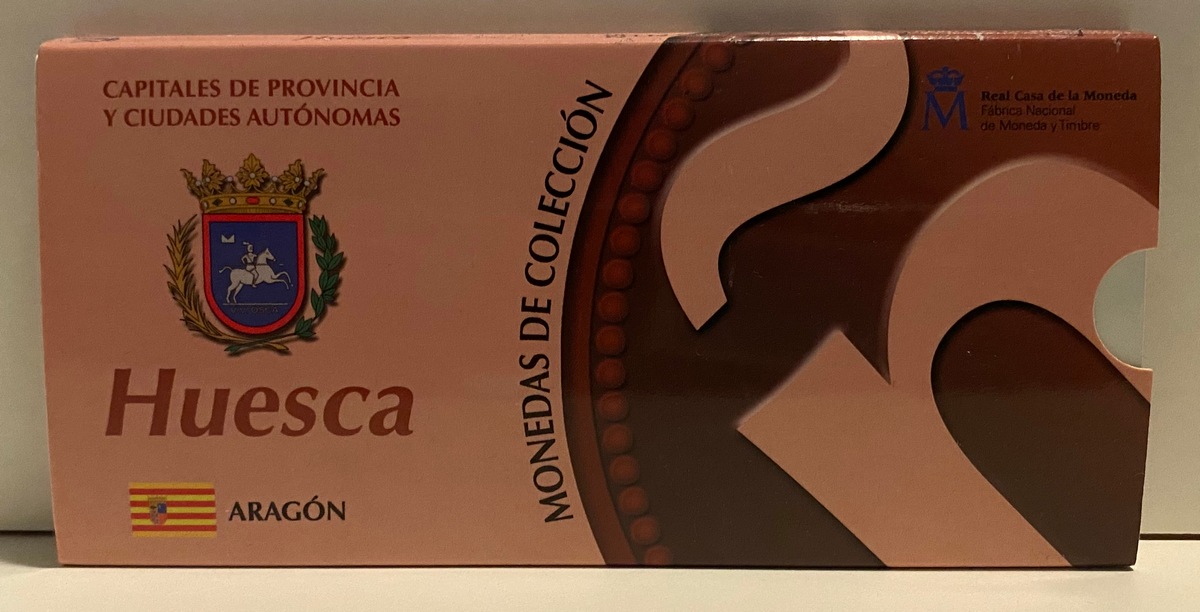 CAPITALES DE PROVINCIA
Y CIUDADES AUTÓNOMAS
Huesca
ARAGÓN
MONEDAS DE COLECCIÓN
M
Real Casa de la Moneda
Fábrica Nacional
de Moneda y Timbre